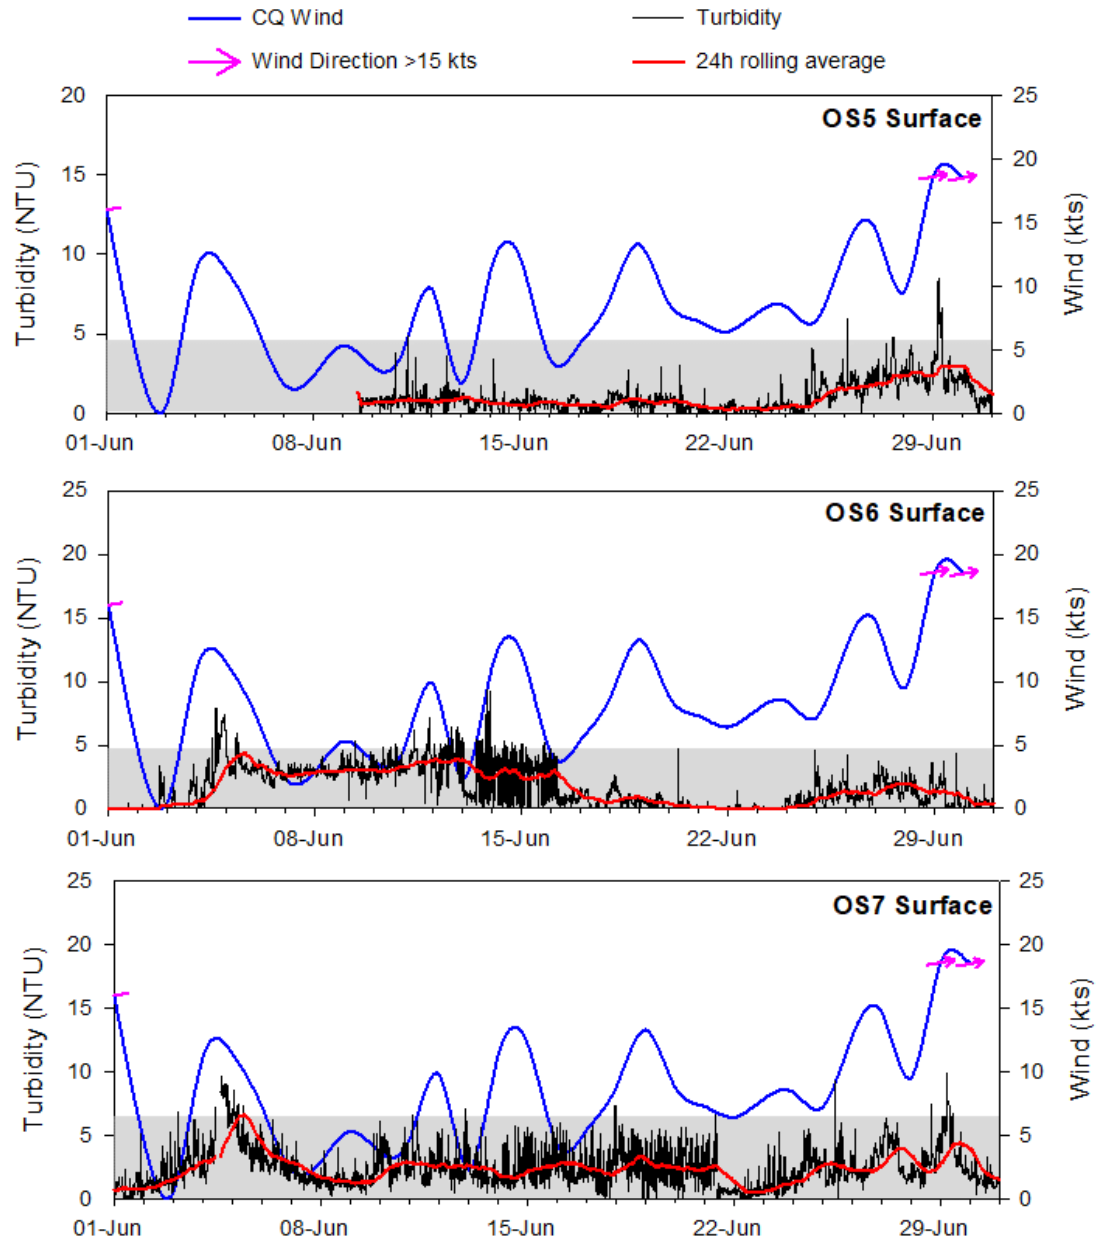 CQ Wind
Turbidity
Wind Direction >15 kts
24h rolling average
OS5 Surface
Turbidity (NTU)
20
15
10
5
0
25
20
15
10
5
0
Wind (kts)
01-Jun
08-Jun
15-Jun
22-Jun
29-Jun
OS6 Surface
Turbidity (NTU)
25
20
15
10
5
0
25
20
15
10
5
0
Wind (kts)
01-Jun
08-Jun
15-Jun
22-Jun
29-Jun
OS7 Surface
Turbidity (NTU)
25
20
15
10
5
0
25
20
15
10
5
0
Wind (kts)
01-Jun
08-Jun
15-Jun
22-Jun
29-Jun